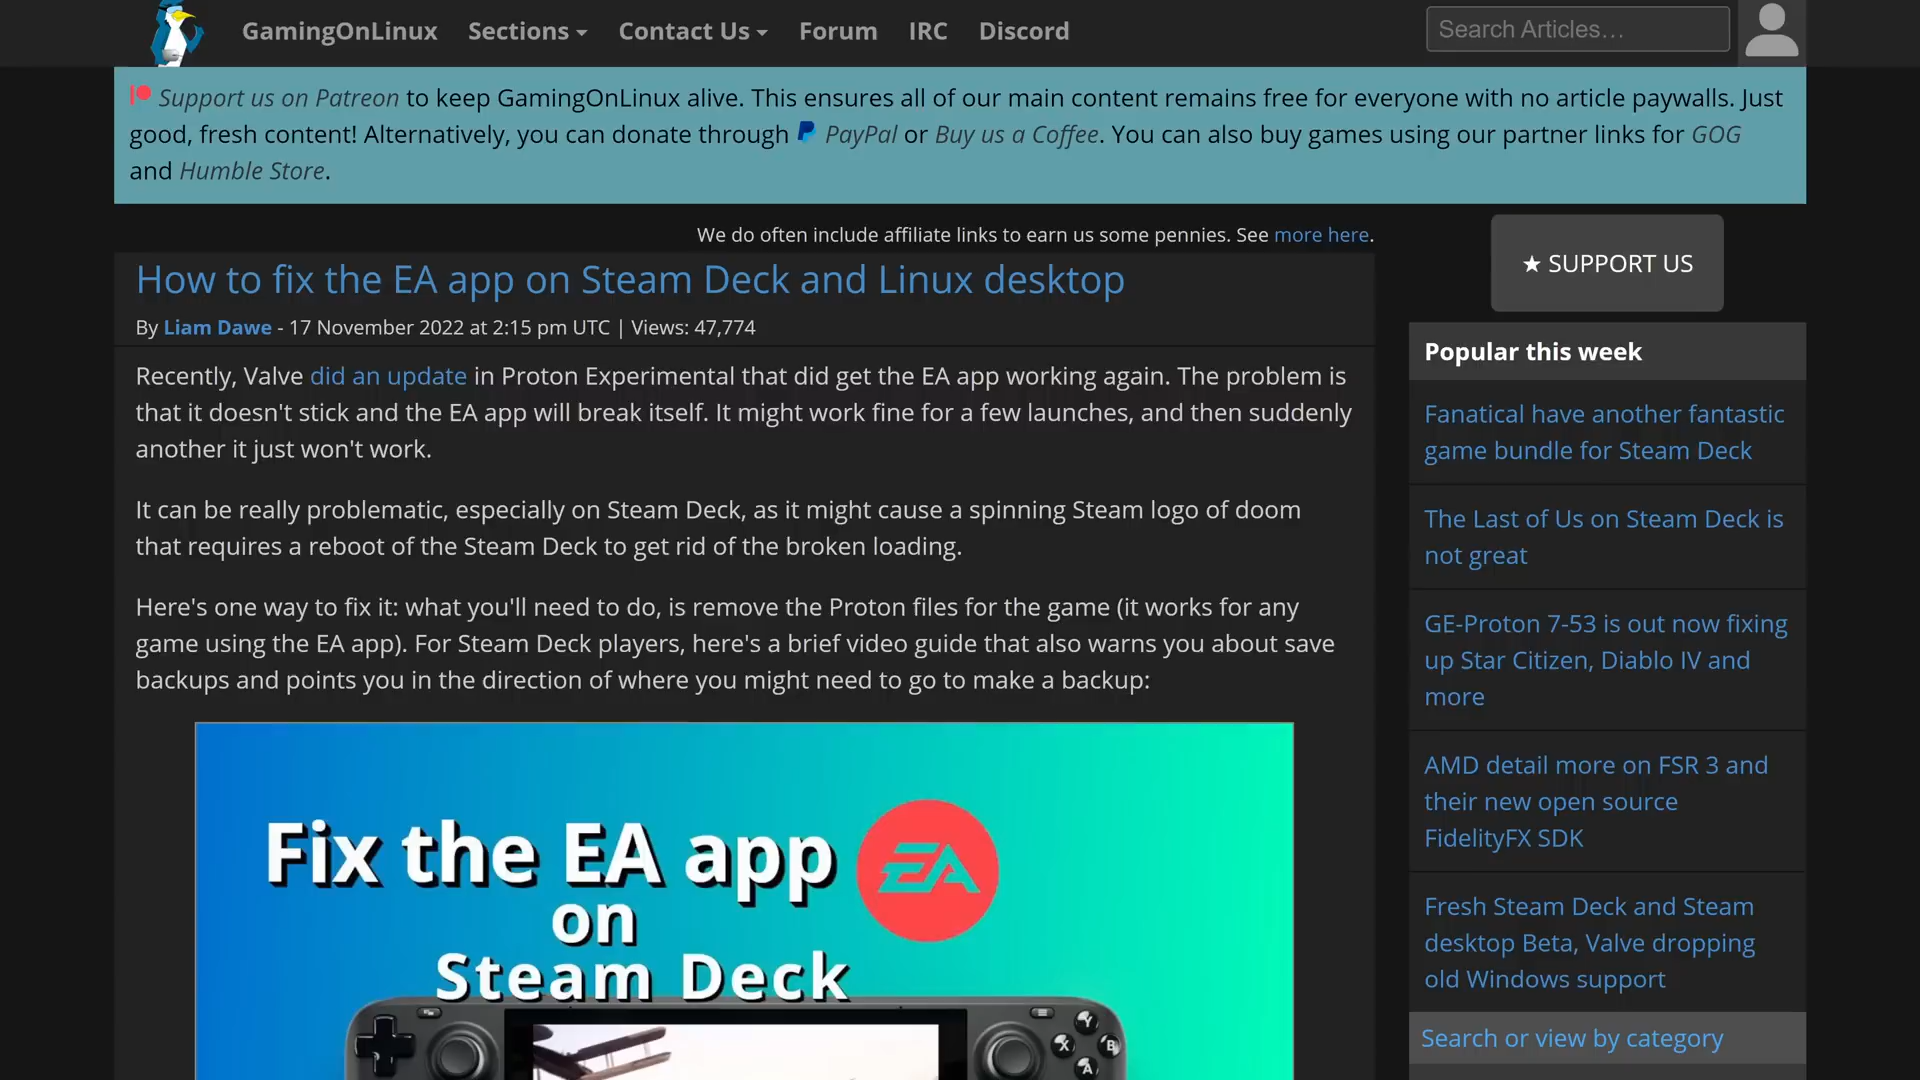 GamingOnLinux Sections Contact Us Forum IRC Discord Search Articles...
Support us on Patreon to keep GamingOnLinux alive. This ensures all of our main content remains free for everyone with no article paywalls. Just
good, fresh content! Alternatively, you can donate through PayPal or Buy us a Coffee. You can also buy games using our partner links for GOG
and Humble Store.
We do often include affiliate links to earn us some pennies. See more here.
How to fix the EA app on Steam Deck and Linux desktop
By Liam Dawe - 17 November 2022 at 2:15 pm UTC | Views: 47,774
Recently, Valve did an update in Proton Experimental that did get the EA app working again. The problem is
that it doesn't stick and the EA app will break itself. It might work fine for a few launches, and then suddenly
another it just won't work.
It can be really problematic, especially on Steam Deck, as it might cause a spinning Steam logo of doom
that requires a reboot of the Steam Deck to get rid of the broken loading.
Here's one way to fix it: what you'll need to do, is remove the Proton files for the game (it works for any
game using the EA app). For Steam Deck players, here's a brief video guide that also warns you about save
backups and points you in the direction of where you might need to go to make a backup:
Fix the EA app
EA
on
Steam Deck
Y
X B
A
★ SUPPORT US
Popular this week
Fanatical have another fantastic
game bundle for Steam Deck
The Last of Us on Steam Deck is
not great
GE-Proton 7-53 is out now fixing
up Star Citizen, Diablo IV and
more
AMD detail more on FSR 3 and
their new open source
FidelityFX SDK
Fresh Steam Deck and Steam
desktop Beta, Valve dropping
old Windows support
Search or view by category